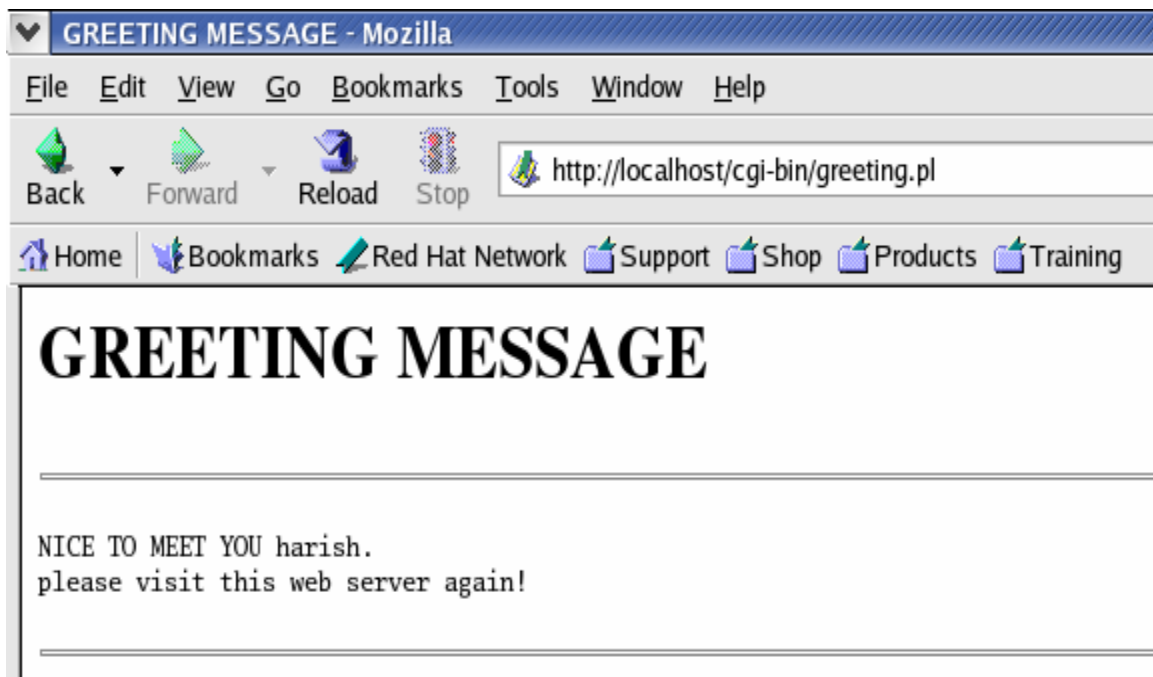 GREETING MESSAGE - Mozilla
File Edit View Go Bookmarks Tools Window Help
Back Forward Reload Stop http://localhost/cgi-bin/greeting.pl
Home Bookmarks Red Hat Network Support Shop Products Training
GREETING MESSAGE
NICE TO MEET YOU harish.
please visit this web server again!